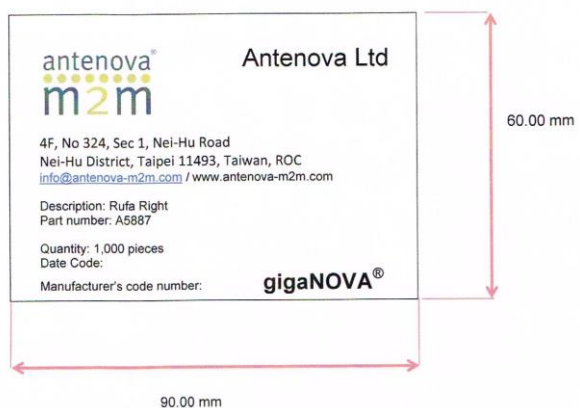 antenova®
m2m
Antenova Ltd
4F, No 324, Sec 1, Nei-Hu Road
Nei-Hu District, Taipei 11493, Taiwan, ROC
info@antenova-m2m.com / www.antenova-m2m.com
Description: Rufa Right
Part number: A5887
Quantity: 1,000 pieces
Date Code:
Manufacturer's code number:
gigaNOVA®
60.00 mm
90.00 mm